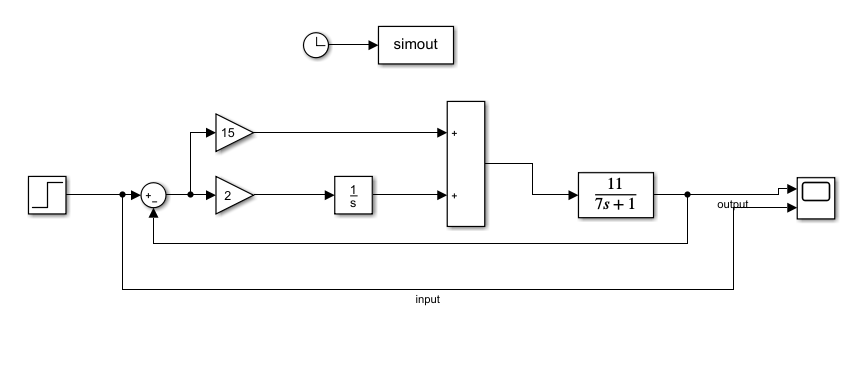 simout
15
+
+
−
2
1
s
+
11
7s + 1
output
input